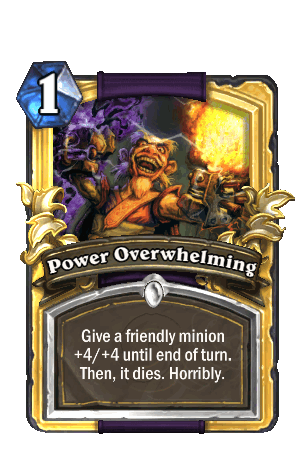 1
Power Overwhelming
Give a friendly minion
+4/+4 until end of turn.
Then, it dies. Horribly.